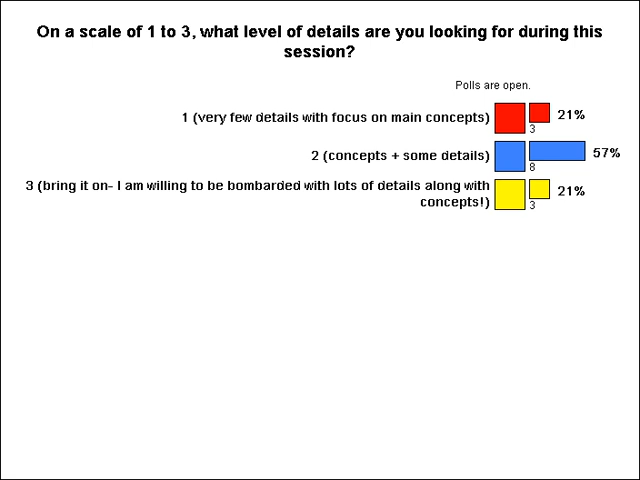 On a scale of 1 to 3, what level of details are you looking for during this
session?
Polls are open.
1 (very few details with focus on main concepts)
21%
3
2 (concepts + some details)
57%
8
3 (bring it on- I am willing to be bombarded with lots of details along with
concepts!)
21%
3